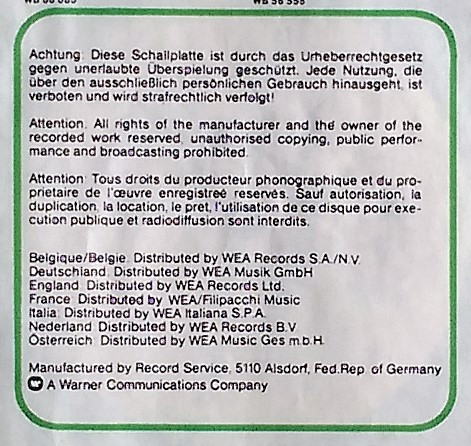 Achtung: Diese Schallplatte ist durch das Urheberrechtgesetz
gegen unerlaubte Überspielung geschützt. Jede Nutzung, die
über den ausschließlich persönlichen Gebrauch hinausgeht, ist
verboten und wird strafrechtlich verfolgt!
Attention: All rights of the manufacturer and the owner of the
recorded work reserved, unauthorised copying, public perfor-
mance and broadcasting prohibited.
Attention: Tous droits du producteur phonographique et du pro-
prietaire de l'œuvre enregistreé reservés. Sauf autorisation, la
duplication, la location, le pret, l'utilisation de ce disque pour exe-
cution publique et radiodiffusion sont interdits.
Belgique/Belgie: Distributed by WEA Records S.A./N.V.
Deutschland: Distributed by WEA Musik GmbH
England: Distributed by WEA Records Ltd.
France: Distributed by WEA/Filipacchi Music
Italia: Distributed by WEA Italiana S.P.A.
Nederland: Distributed by WEA Records B.V.
Österreich: Distributed by WEA Music Ges.m.b.H.
Manufactured by Record Service, 5110 Alsdorf, Fed.Rep. of Germany
A Warner Communications Company